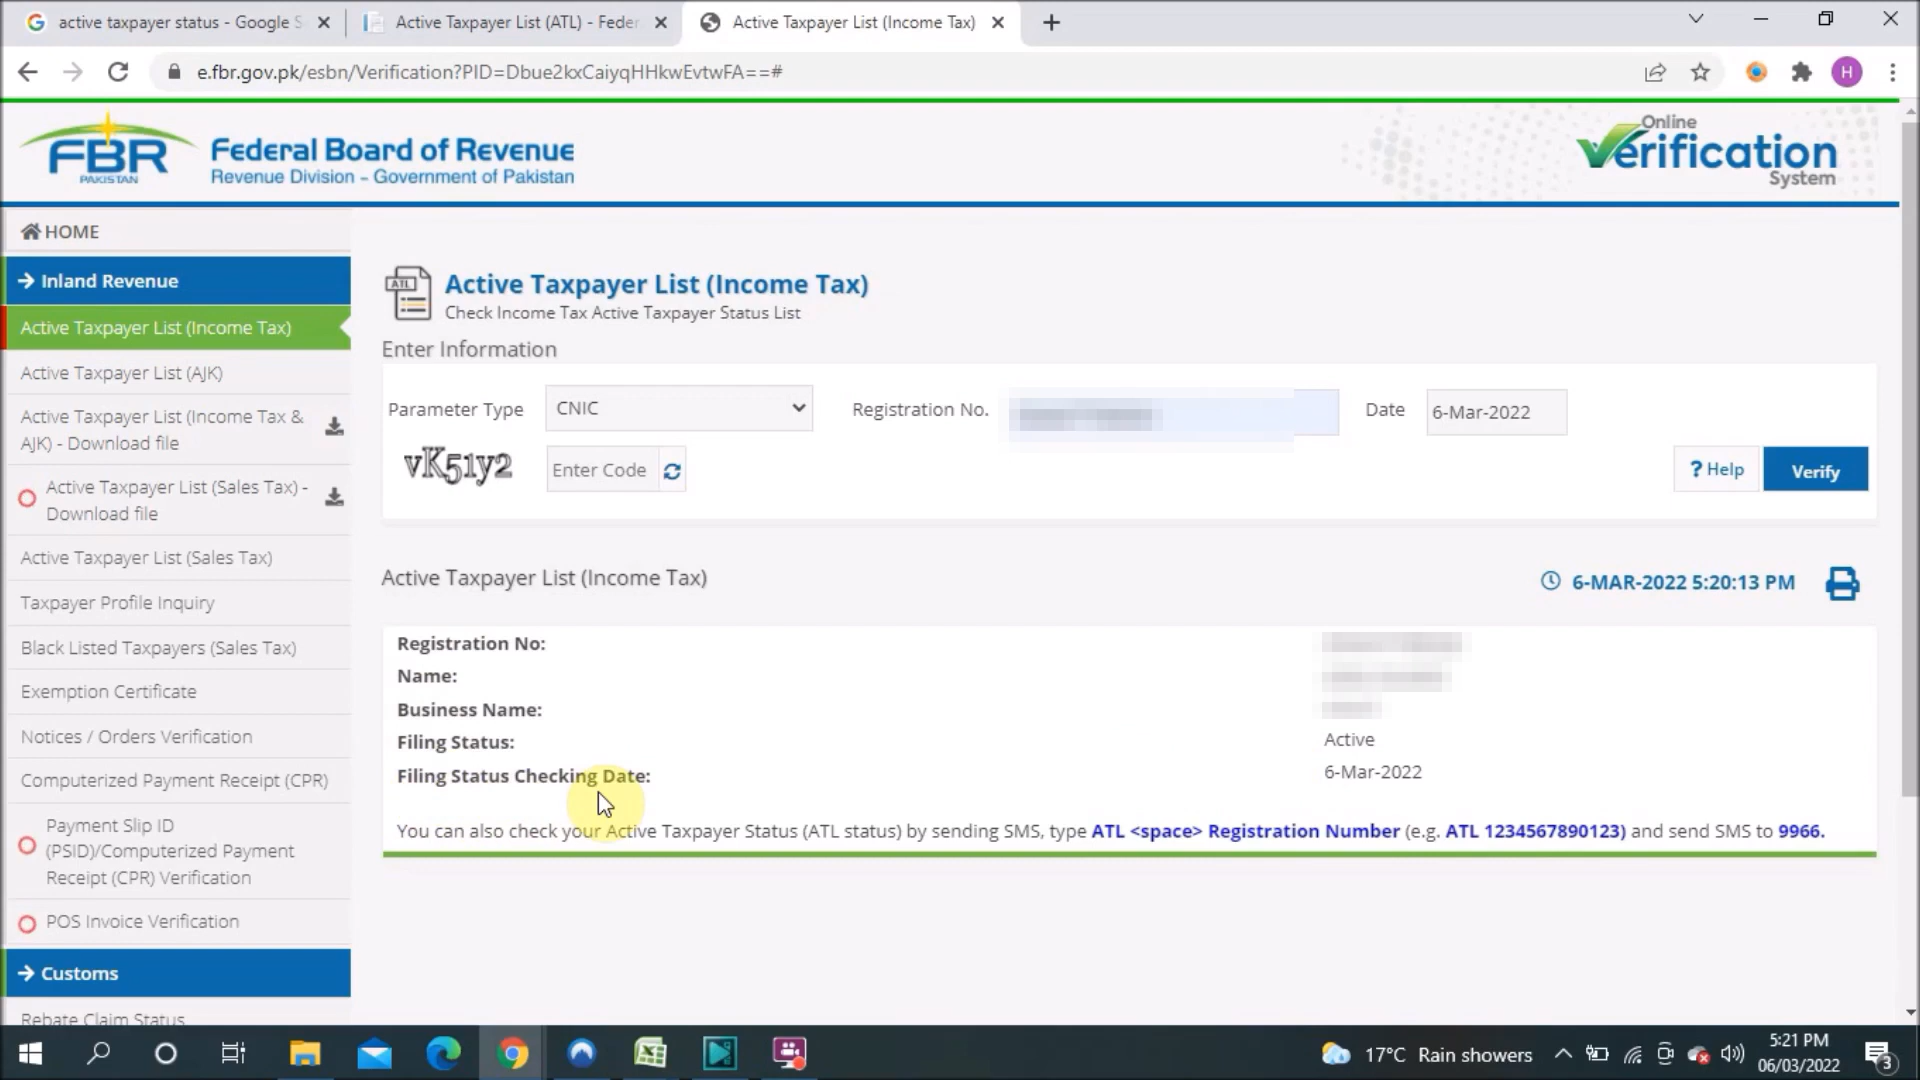 active taxpayer status - Google S
Active Taxpayer List (ATL) - Feder
Active Taxpayer List (Income Tax)
e.fbr.gov.pk/esbn/Verification?PID=Dbue2kxCaiyqHHkwEvtwFA==#
H
FBR
PAKISTAN
Federal Board of Revenue
Revenue Division – Government of Pakistan
Online
Verification
System
HOME
Inland Revenue
Active Taxpayer List (Income Tax)
Active Taxpayer List (AJK)
Active Taxpayer List (Income Tax &
AJK) - Download file
Active Taxpayer List (Sales Tax) -
Download file
Active Taxpayer List (Sales Tax)
Taxpayer Profile Inquiry
Black Listed Taxpayers (Sales Tax)
Exemption Certificate
Notices / Orders Verification
Computerized Payment Receipt (CPR)
Payment Slip ID
(PSID)/Computerized Payment
Receipt (CPR) Verification
POS Invoice Verification
Customs
Rebate Claim Status
ATL
Active Taxpayer List (Income Tax)
Check Income Tax Active Taxpayer Status List
Enter Information
Parameter Type CNIC Registration No. Date 6-Mar-2022
vK51y2 Enter Code ? Help Verify
Active Taxpayer List (Income Tax) 6-MAR-2022 5:20:13 PM
Registration No:
Name:
Business Name:
Filing Status: Active
Filing Status Checking Date: 6-Mar-2022
You can also check your Active Taxpayer Status (ATL status) by sending SMS, type ATL <space> Registration Number (e.g. ATL 1234567890123) and send SMS to 9966.
17°C Rain showers
5:21 PM
06/03/2022
3